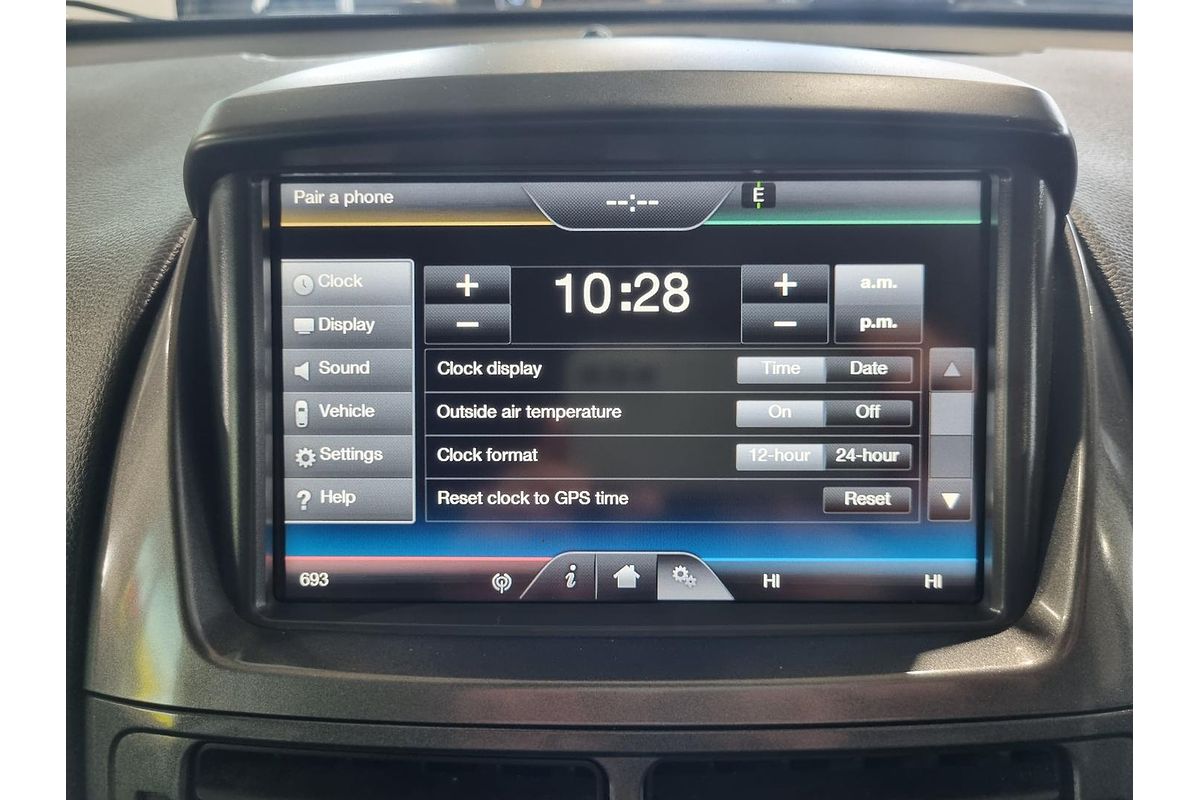 Pair a phone --:-- E
Clock + 10:28 + a.m.
Display − − p.m.
Sound Clock display Time Date
Vehicle Outside air temperature On Off
Settings Clock format 12-hour 24-hour
? Help Reset clock to GPS time Reset
693 i HI HI